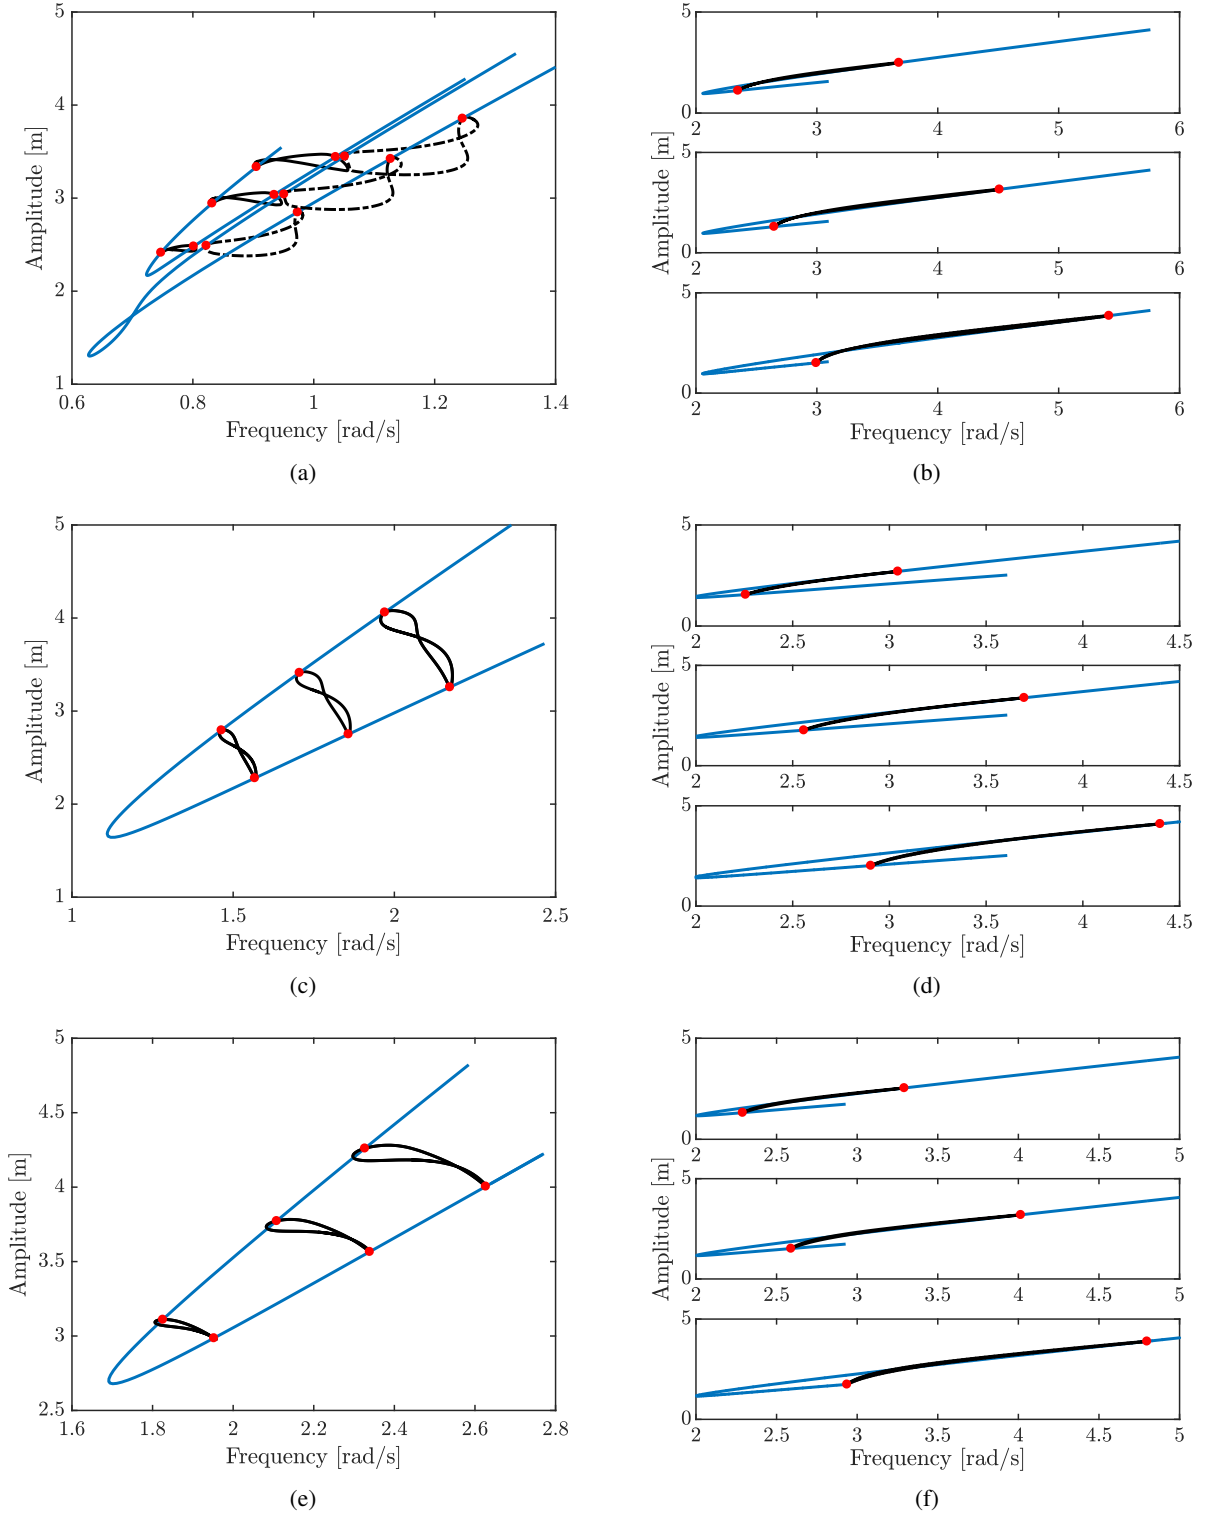 5
4
3
2
1
0.6 0.8 1 1.2 1.4
Amplitude [m]
Frequency [rad/s]
(a)
5
0
2 3 4 5 6
5
0
2 3 4 5 6
5
0
2 3 4 5 6
Amplitude [m]
Frequency [rad/s]
(b)
5
4
3
2
1
1 1.5 2 2.5
Amplitude [m]
Frequency [rad/s]
(c)
5
0
2 2.5 3 3.5 4 4.5
5
0
2 2.5 3 3.5 4 4.5
5
0
2 2.5 3 3.5 4 4.5
Amplitude [m]
Frequency [rad/s]
(d)
5
4.5
4
3.5
3
2.5
1.6 1.8 2 2.2 2.4 2.6 2.8
Amplitude [m]
Frequency [rad/s]
(e)
5
0
2 2.5 3 3.5 4 4.5 5
5
0
2 2.5 3 3.5 4 4.5 5
5
0
2 2.5 3 3.5 4 4.5 5
Amplitude [m]
Frequency [rad/s]
(f)